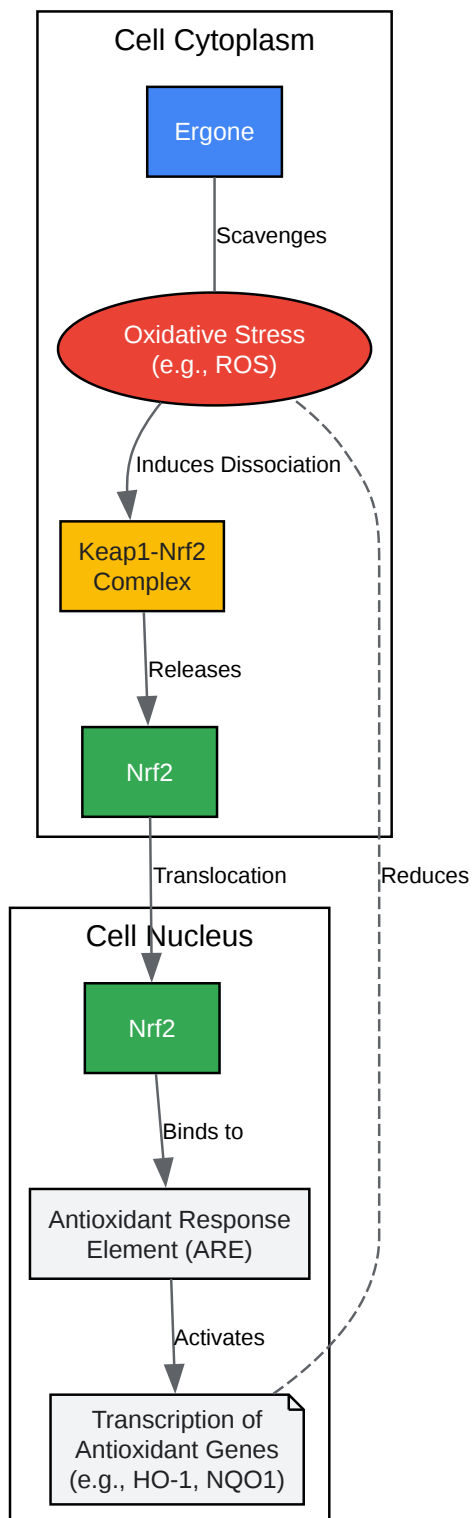 Cell Cytoplasm
Ergone
Scavenges
Oxidative Stress
(e.g., ROS)
Induces Dissociation
Keap1-Nrf2
Complex
Releases
Nrf2
Translocation
Reduces
Cell Nucleus
Nrf2
Binds to
Antioxidant Response
Element (ARE)
Activates
Transcription of
Antioxidant Genes
(e.g., HO-1, NQO1)